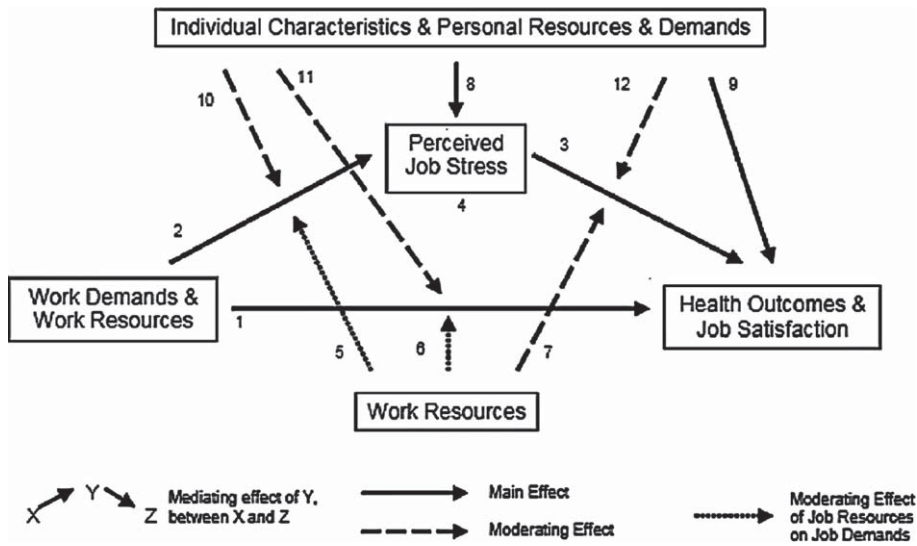 Individual Characteristics & Personal Resources & Demands
10
11
8
12
9
Perceived
Job Stress
3
4
2
Work Demands &
Work Resources
1
Health Outcomes &
Job Satisfaction
5
6
7
Work Resources
X
Y
Z
Mediating effect of Y,
between X and Z
Main Effect
Moderating Effect
Moderating Effect
of Job Resources
on Job Demands